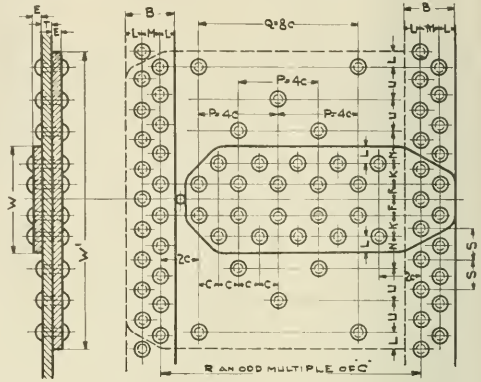 E
T
E
W
W'
B
L M L
Q=8C
P=4C
P=4C
P=4C
B
L M L
L
U
U
U
N
K
F
F
K
N
U
U
L
L
L
2C
C C C C
2C
S
S
R AN ODD MULTIPLE OF "C"